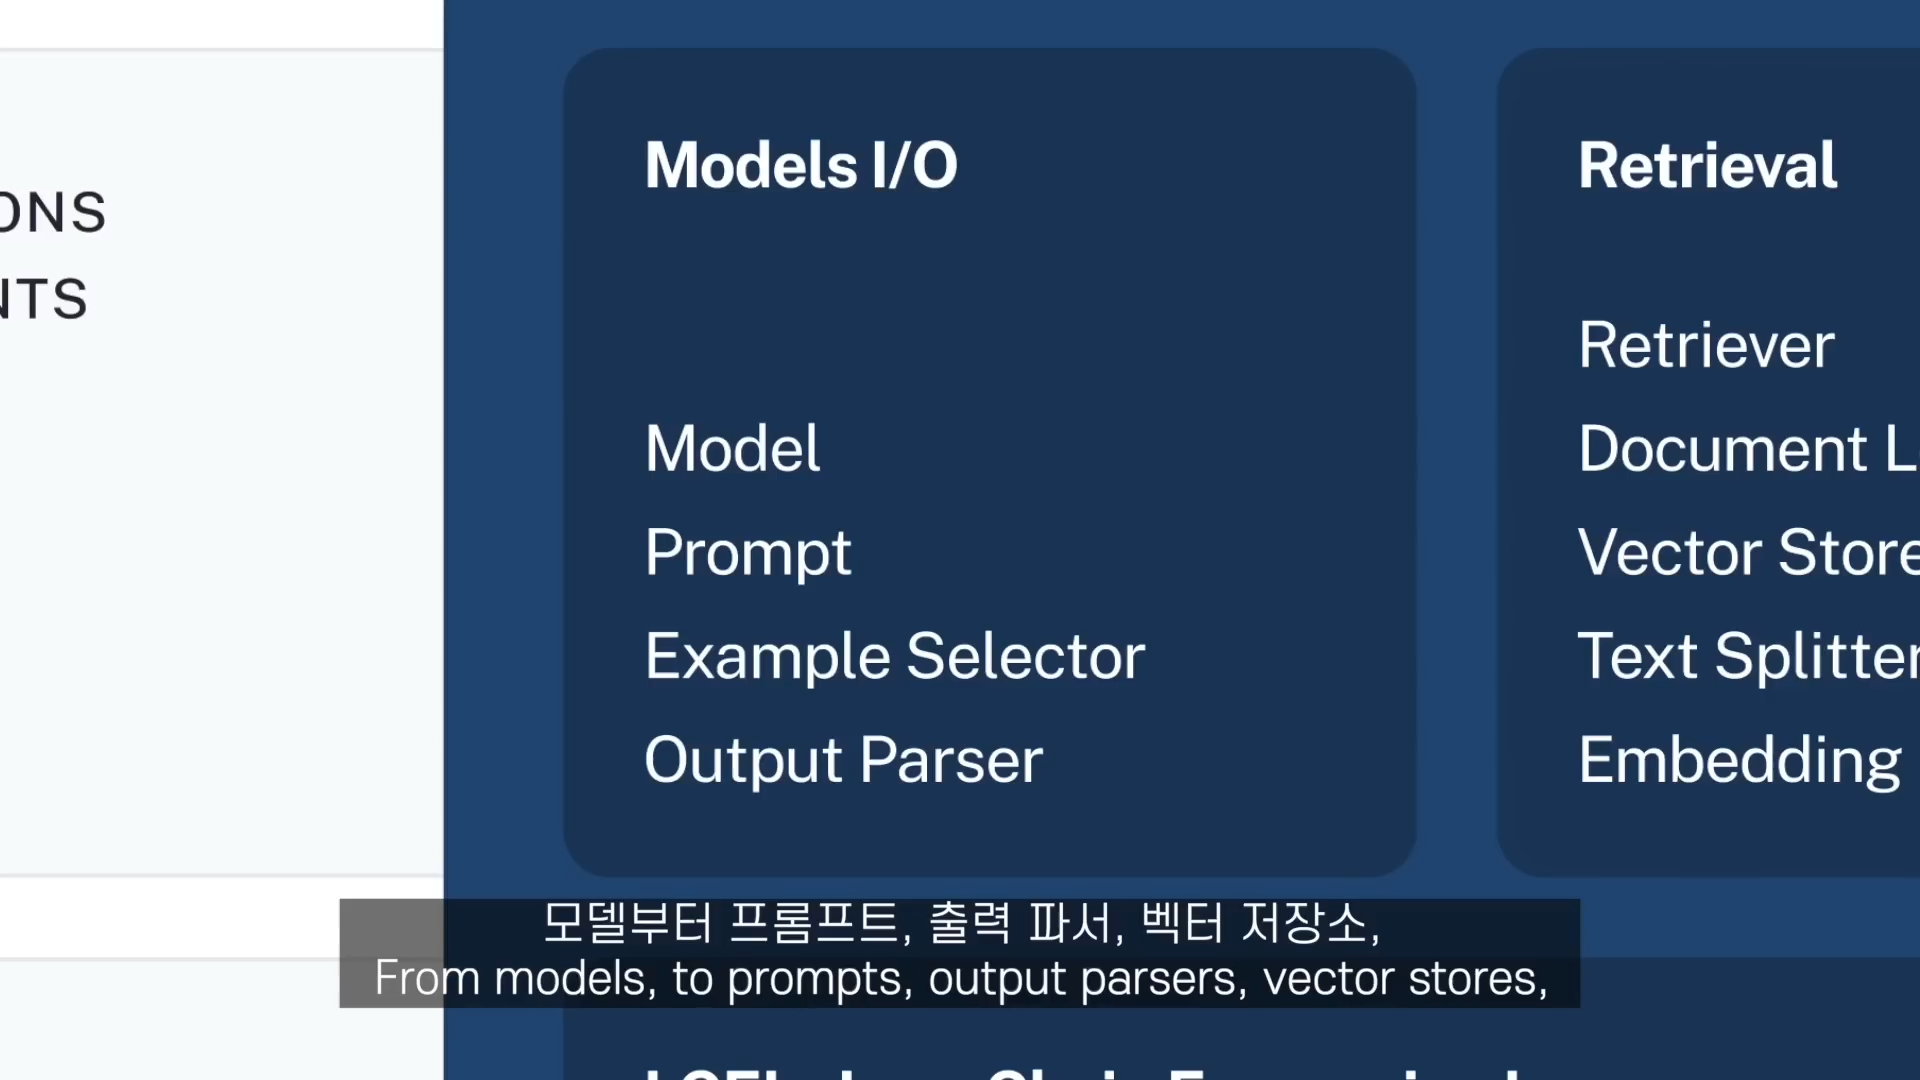 ONS
NTS
Models I/O
Model
Prompt
Example Selector
Output Parser
Retrieval
Retriever
Document L
Vector Store
Text Splitter
Embedding
모델부터 프롬프트, 출력 파서, 벡터 저장소,
From models, to prompts, output parsers, vector stores,